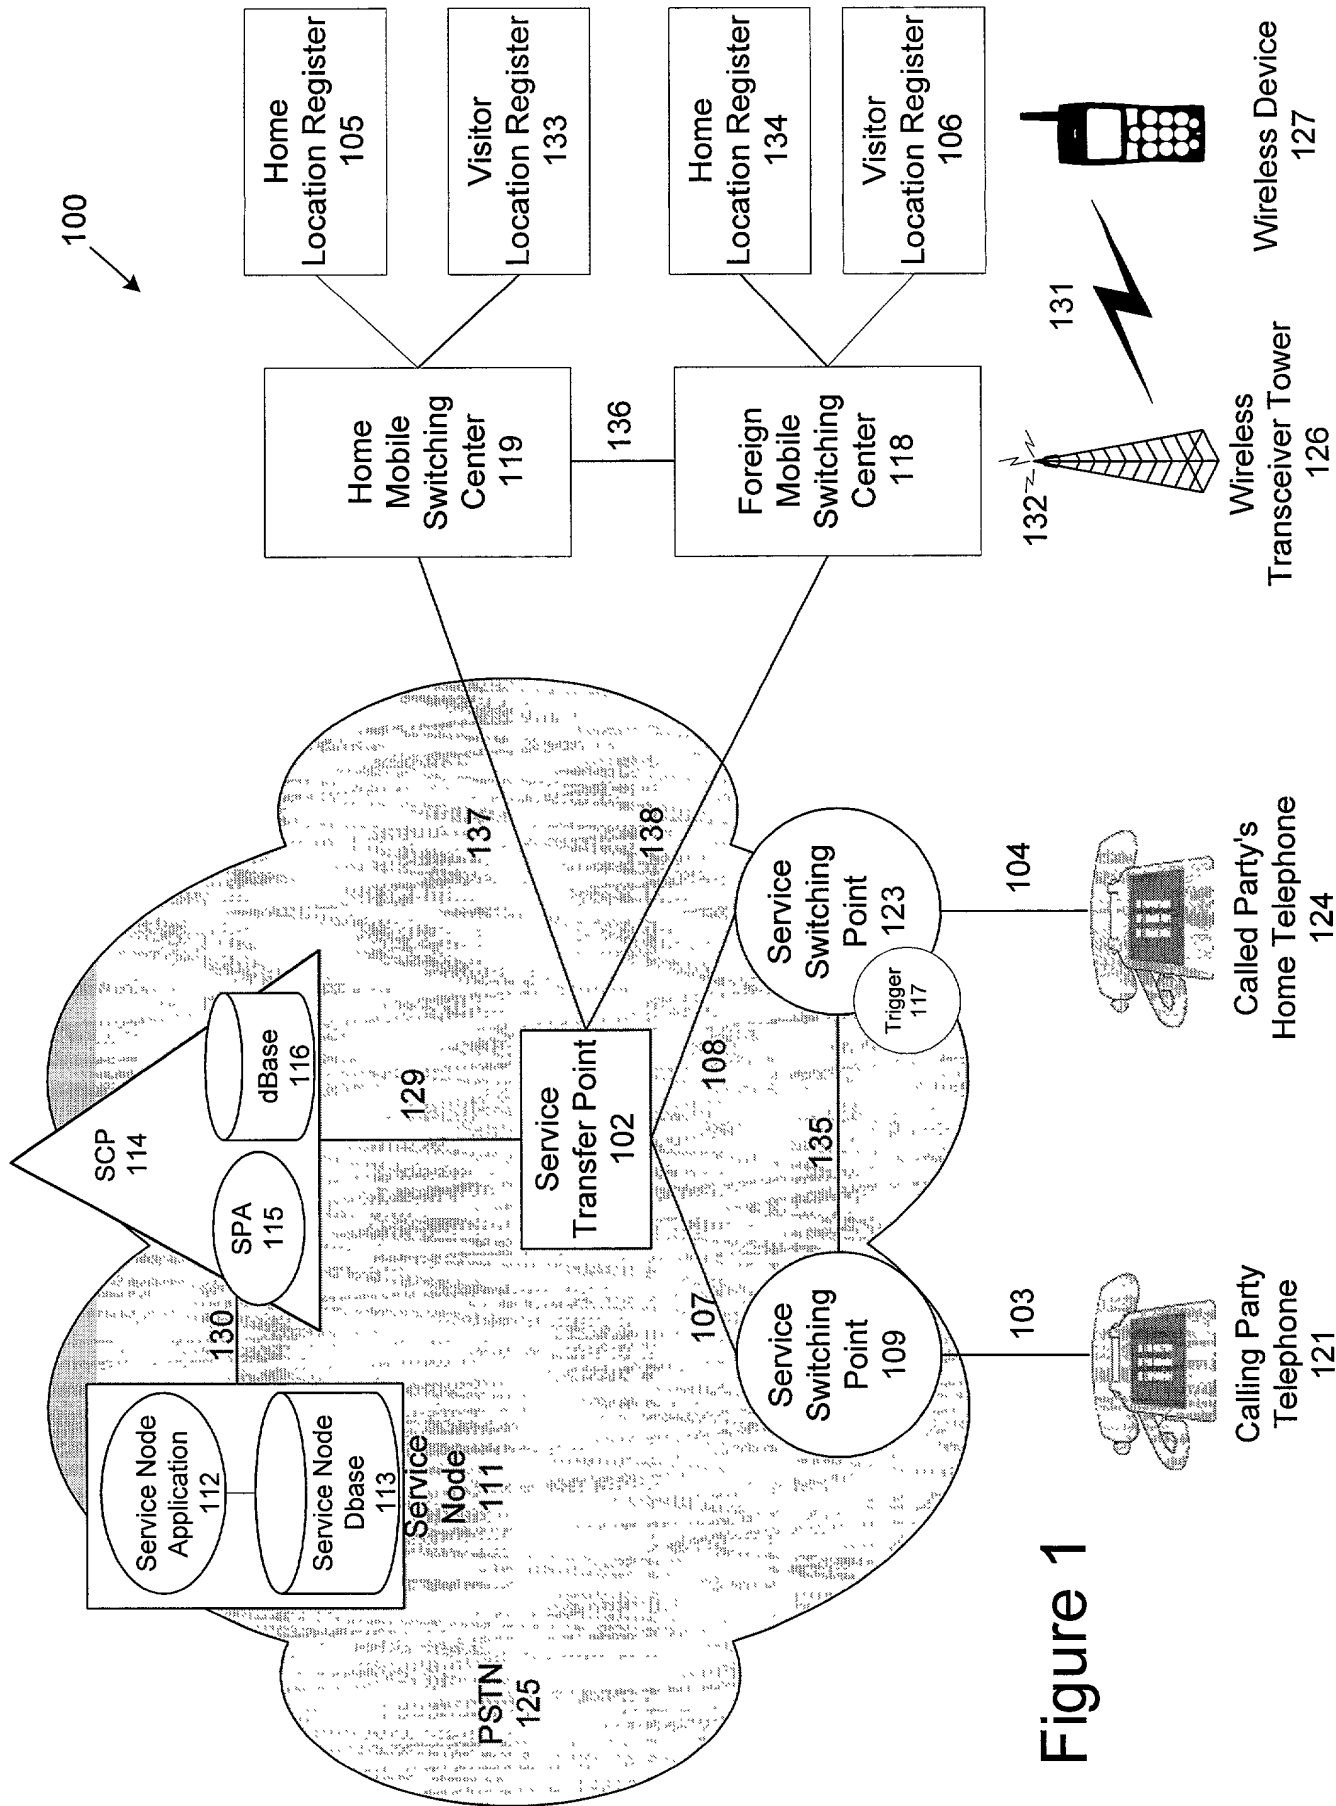 100
Home
Location Register
105
Visitor
Location Register
133
Home
Location Register
134
Visitor
Location Register
106
Home
Mobile
Switching
Center
119
136
Foreign
Mobile
Switching
Center
118
131
132
Wireless
Transceiver Tower
126
Wireless Device
127
137
138
SCP
114
SPA
115
dBase
116
129
130
Service Node
Application
112
Service Node
Dbase
113
Service
Node
111
Service
Transfer Point
102
107
108
Service
Switching
Point
109
135
Service
Switching
Point
123
Trigger
117
103
104
Calling Party
Telephone
121
Called Party's
Home Telephone
124
PSTN
125
Figure 1